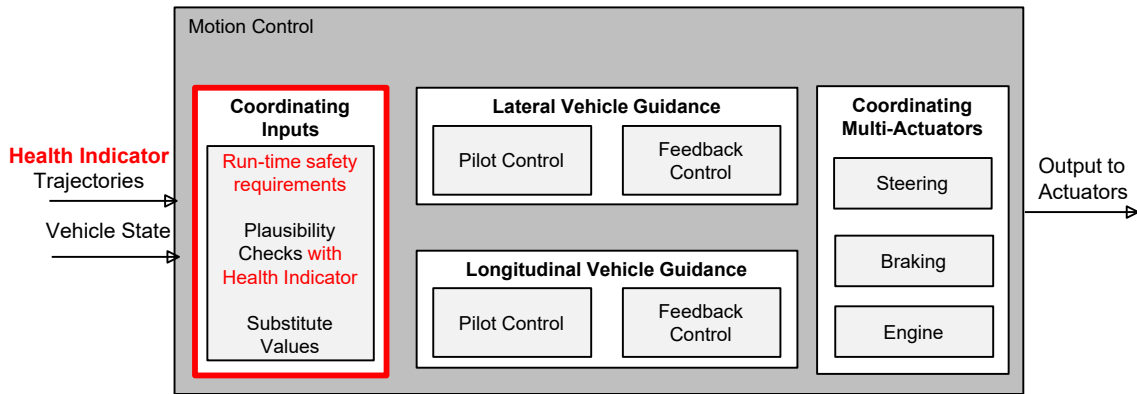 Motion Control
Health Indicator
Trajectories
Vehicle State
Coordinating
Inputs
Run-time safety
requirements
Plausibility
Checks with
Health Indicator
Substitute
Values
Lateral Vehicle Guidance
Pilot Control
Feedback
Control
Longitudinal Vehicle Guidance
Pilot Control
Feedback
Control
Coordinating
Multi-Actuators
Steering
Braking
Engine
Output to
Actuators